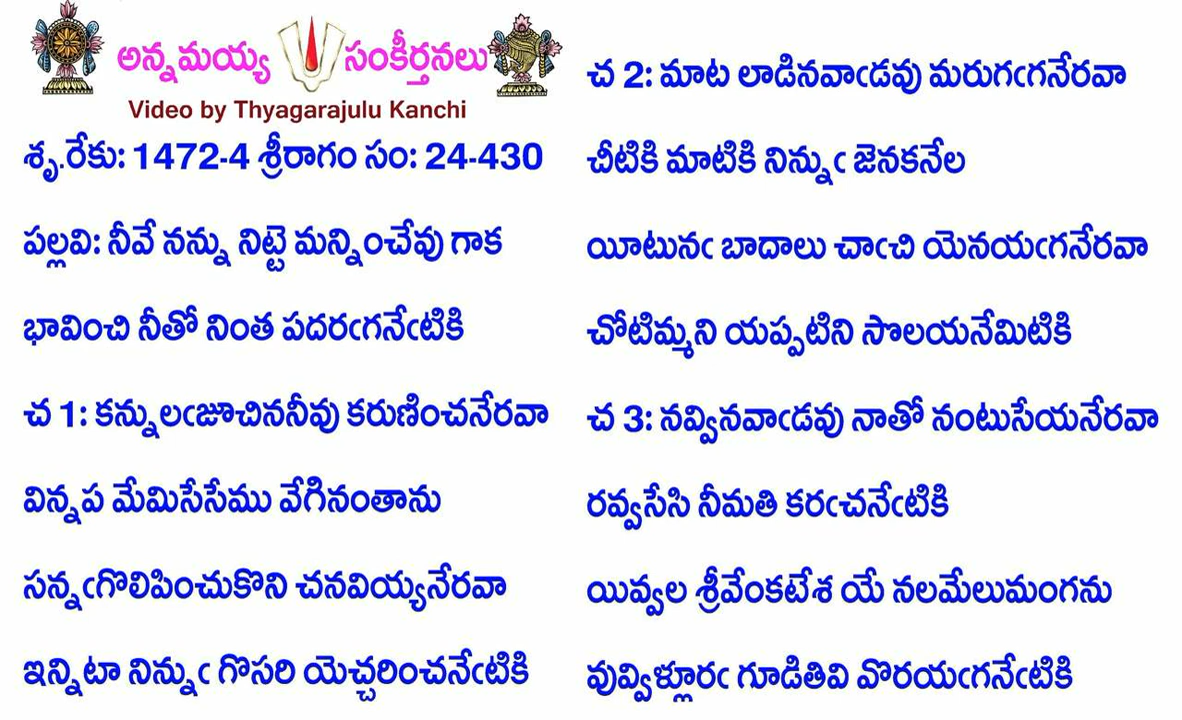 అన్నమయ్య సంకీర్తనలు
Video by Thyagarajulu Kanchi
శృ.రేకు: 1472-4 శ్రీరాగం సం: 24-430
పల్లవి: నీవే నన్ను నిట్టె మన్నించేవు గాక
భావించి నీతో నింత పదరఁగనేఁటికి
చ 1: కన్నులఁజూచిననీవు కరుణించనేరవా
విన్నప మేమిసేసేము వేగినంతాను
సన్నఁగొలిపించుకొని చనవియ్యనేరవా
ఇన్నిటా నిన్నుఁ గొసరి యెచ్చరించనేఁటికి
చ 2: మాట లాడినవాఁడవు మరుగఁగనేరవా
చీటికి మాటికి నిన్నుఁ జెనకనేల
యీటునఁ బాదాలు చాఁచి యెనయఁగనేరవా
చోటిమ్మని యప్పటిని సొలయనేమిటికి
చ 3: నవ్వినవాఁడవు నాతో నంటుసేయనేరవా
రవ్వసేసి నీమతి కరఁచనేఁటికి
యివ్వల శ్రీవేంకటేశ యే నలమేలుమంగను
వువ్విళ్లూరఁ గూడితివి వొరయఁగనేఁటికి